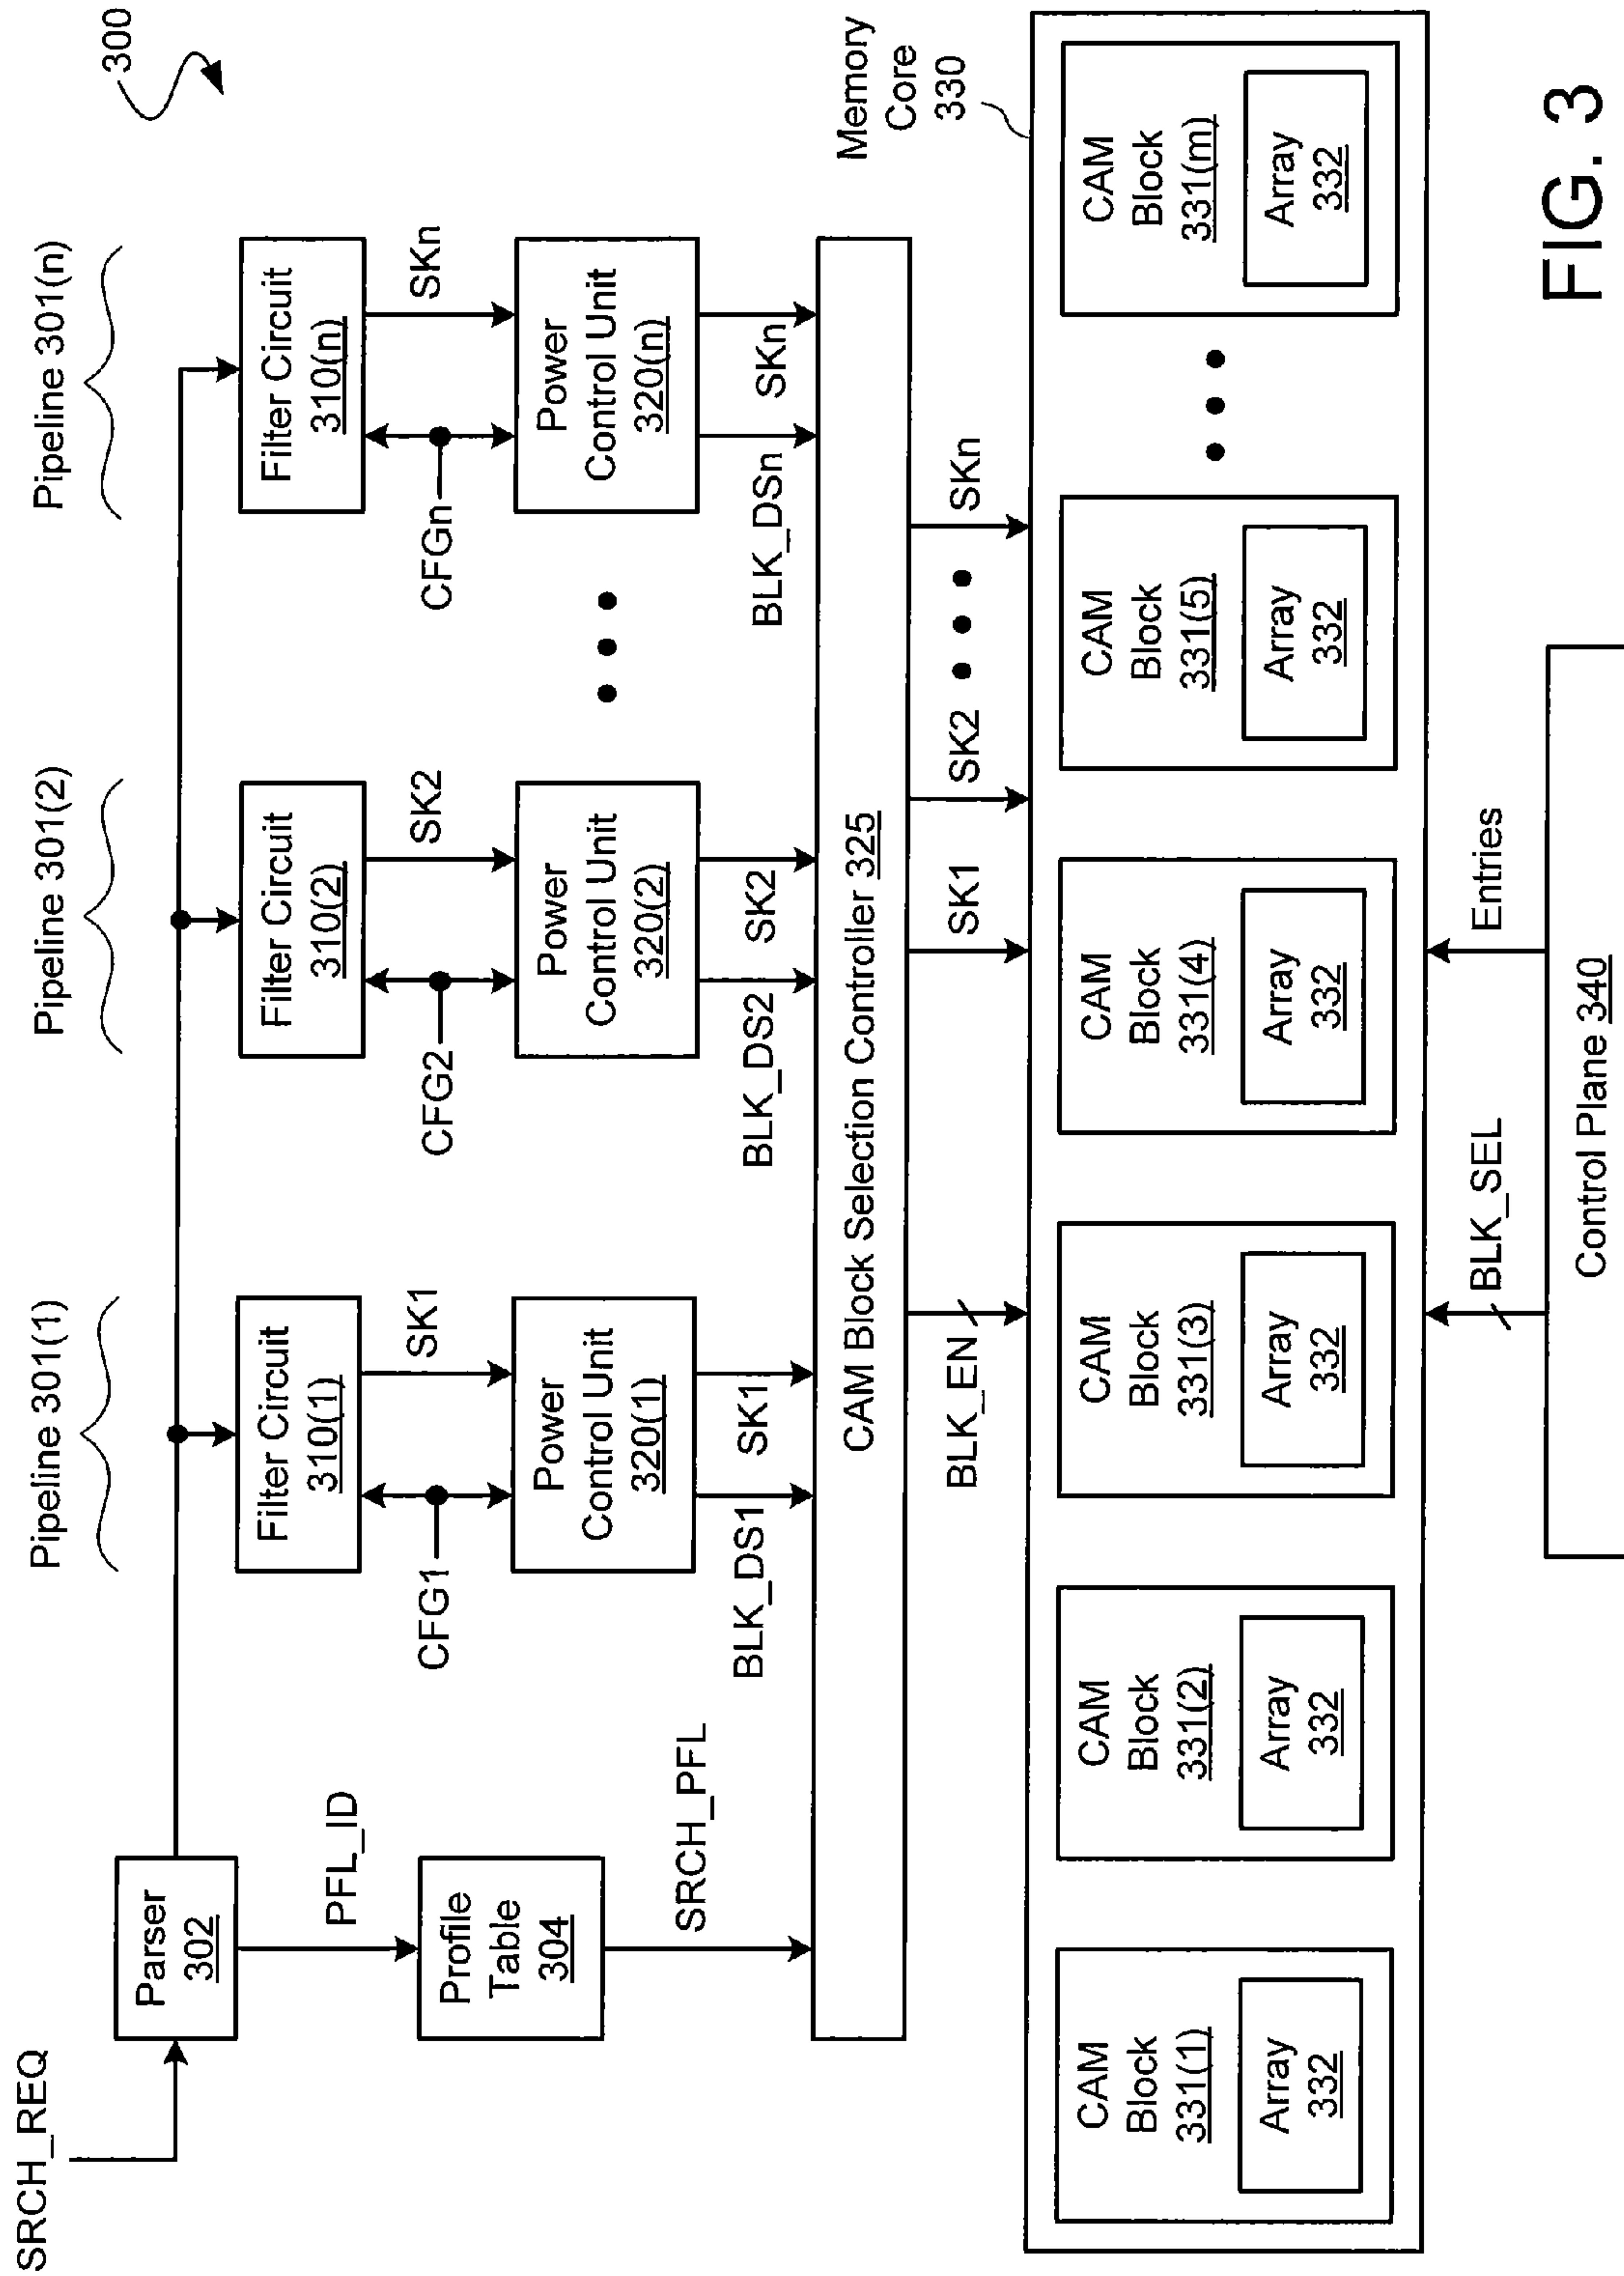 300
Pipeline 301(1)
Pipeline 301(2)
Pipeline 301(n)
SRCH_REQ
Parser
302
PFL_ID
Profile
Table
304
SRCH_PFL
Filter Circuit
310(1)
SK1
CFG1
Power
Control Unit
320(1)
BLK_DS1
SK1
Filter Circuit
310(2)
SK2
CFG2
Power
Control Unit
320(2)
BLK_DS2
SK2
Filter Circuit
310(n)
SKn
CFGn
Power
Control Unit
320(n)
BLK_DSn
SKn
CAM Block Selection Controller 325
BLK_EN
SK1
SK2
SKn
Memory
Core
330
CAM
Block
331(1)
Array
332
CAM
Block
331(2)
Array
332
CAM
Block
331(3)
Array
332
CAM
Block
331(4)
Array
332
CAM
Block
331(5)
Array
332
CAM
Block
331(m)
Array
332
BLK_SEL
Entries
Control Plane 340
FIG. 3